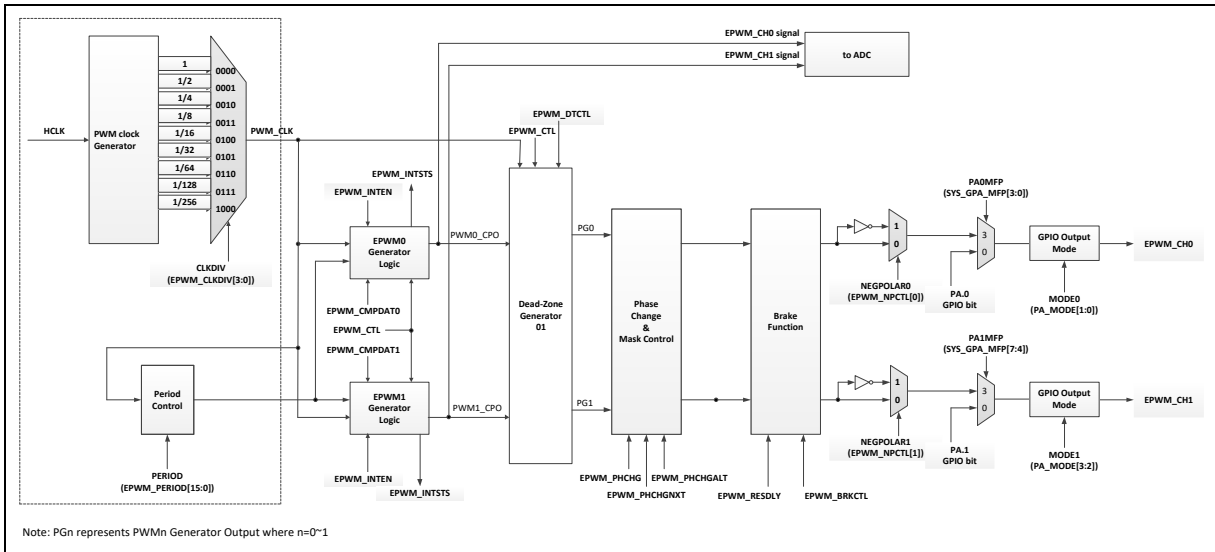 EPWM_CH0 signal
EPWM_CH1 signal
to ADC
HCLK
PWM clock
Generator
1
1/2
1/4
1/8
1/16
1/32
1/64
1/128
1/256
0000
0001
0010
0011
0100
0101
0110
0111
1000
PWM_CLK
CLKDIV
(EPWM_CLKDIV[3:0])
EPWM_DTCTL
EPWM_CTL
EPWM_INTSTS
EPWM_INTEN
EPWM0
Generator
Logic
PWM0_CPO
EPWM_CMPDAT0
EPWM_CTL
EPWM_CMPDAT1
EPWM1
Generator
Logic
PWM1_CPO
EPWM_INTEN
EPWM_INTSTS
Period
Control
PERIOD
(EPWM_PERIOD[15:0])
Dead-Zone
Generator
01
PG0
PG1
Phase
Change
&
Mask Control
EPWM_PHCHG
EPWM_PHCHGNXT
EPWM_PHCHGALT
Brake
Function
EPWM_RESDLY
EPWM_BRKCTL
1
0
NEGPOLAR0
(EPWM_NPCTL[0])
PA0MFP
(SYS_GPA_MFP[3:0])
3
0
PA.0
GPIO bit
GPIO Output
Mode
MODE0
(PA_MODE[1:0])
EPWM_CH0
1
0
NEGPOLAR1
(EPWM_NPCTL[1])
PA1MFP
(SYS_GPA_MFP[7:4])
3
0
PA.1
GPIO bit
GPIO Output
Mode
MODE1
(PA_MODE[3:2])
EPWM_CH1
Note: PGn represents PWMn Generator Output where n=0~1